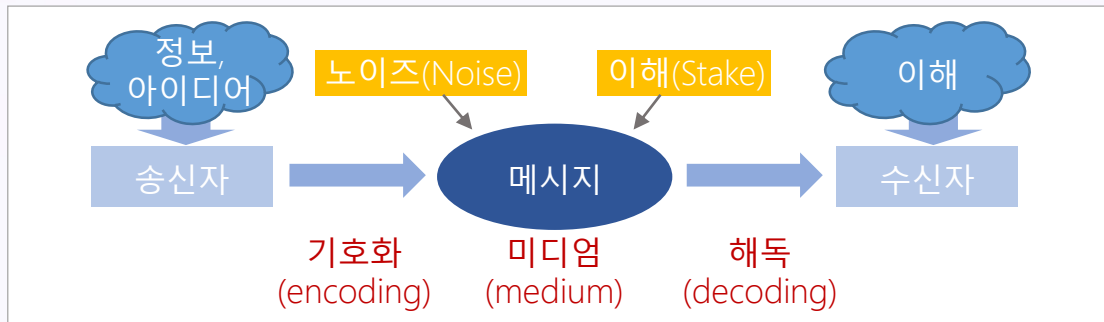 정보,
아이디어
노이즈(Noise)
이해(Stake)
이해
송신자
메시지
수신자
기호화
(encoding)
미디엄
(medium)
해독
(decoding)